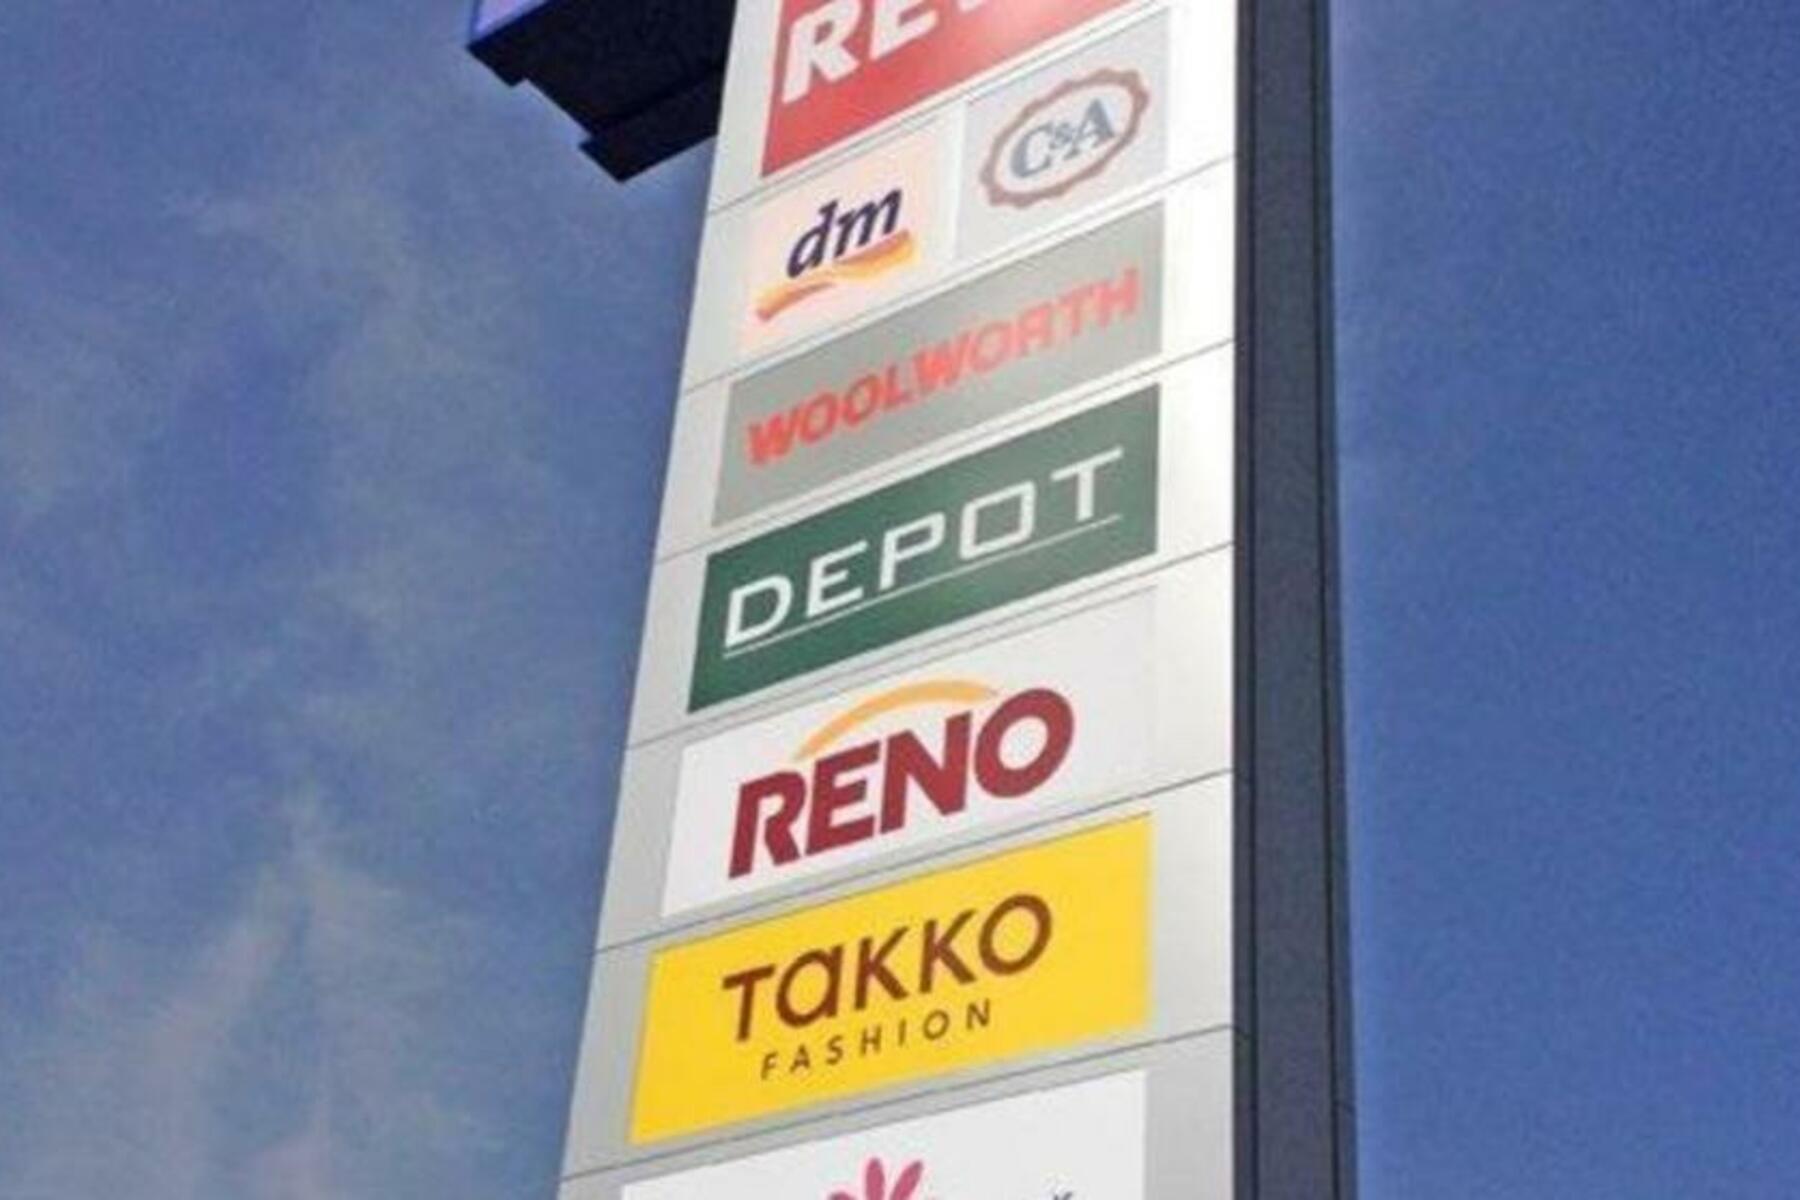 C&A
dm
WOOLWORTH
DEPOT
RENO
TaKKO
FASHION